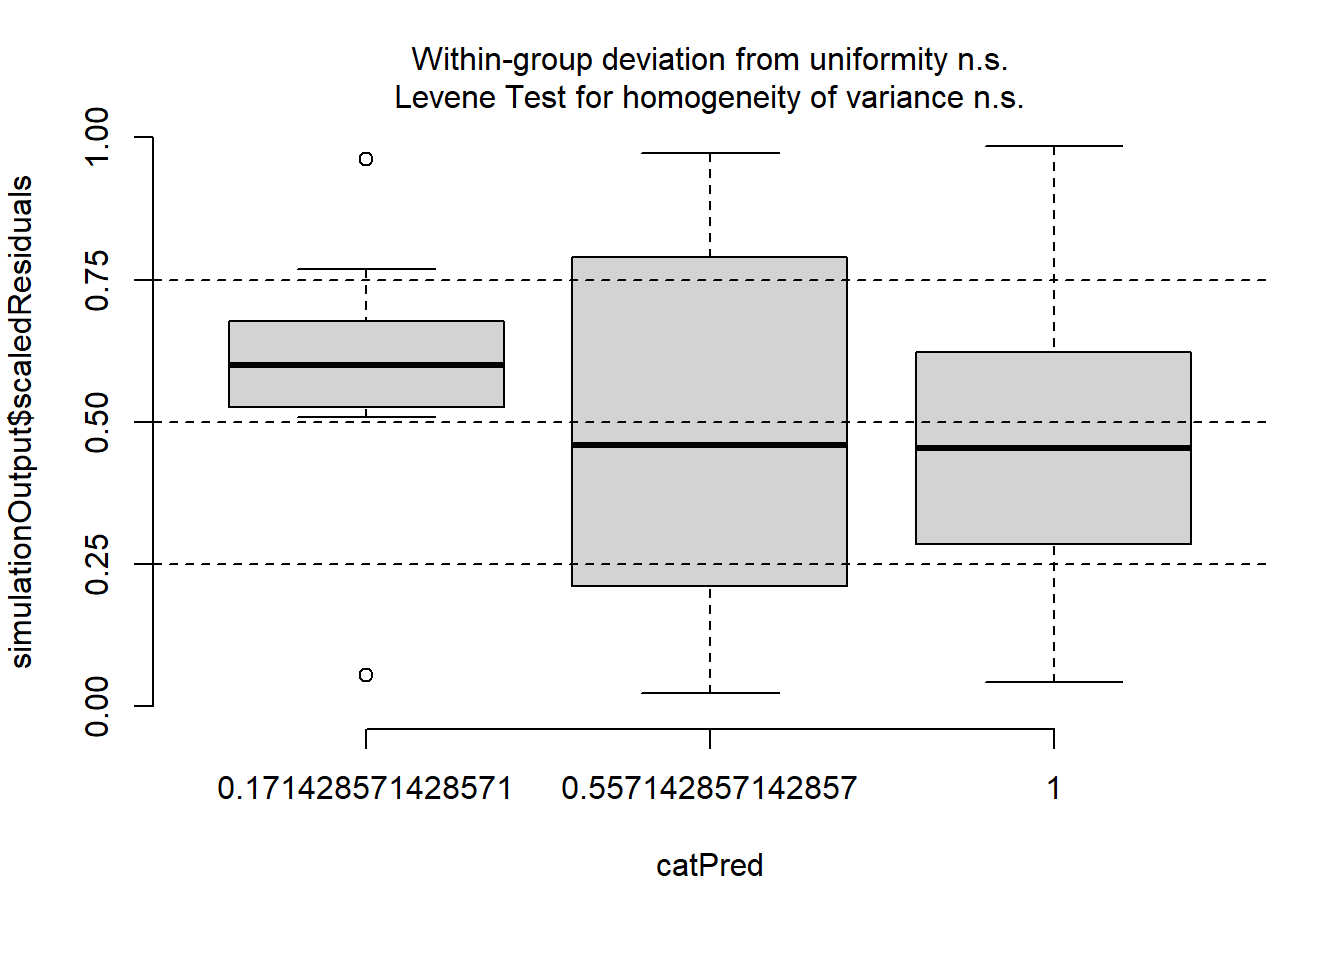 Within-group deviation from uniformity n.s.
Levene Test for homogeneity of variance n.s.
simulationOutput$scaledResiduals
1.00
0.75
0.50
0.25
0.00
0.171428571428571
0.557142857142857
1
catPred